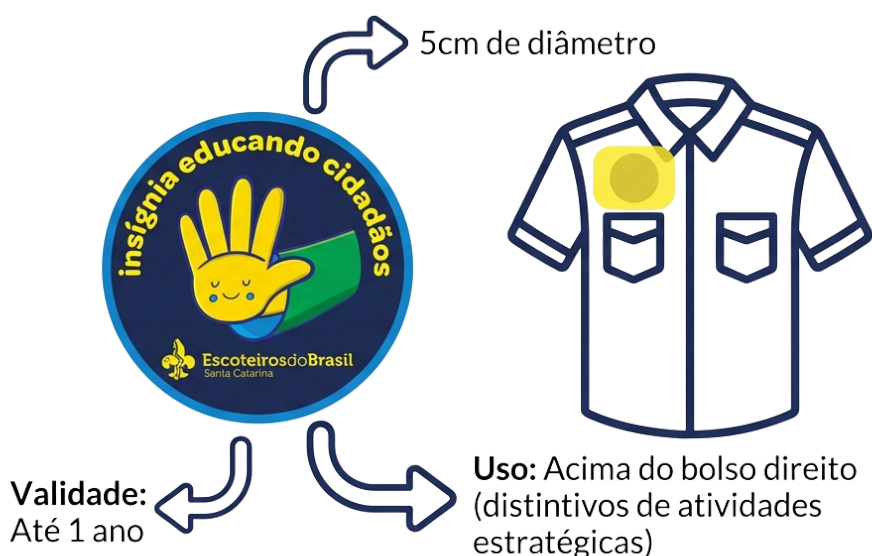 5cm de diâmetro
insígnia educando cidadãos
EscoteirosdoBrasil
Santa Catarina
Validade:
Até 1 ano
Uso: Acima do bolso direito
(distintivos de atividades
estratégicas)